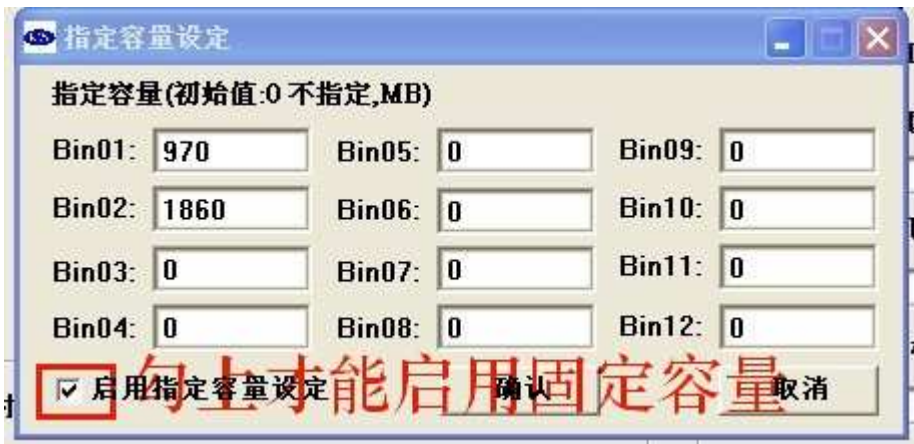 指定容量设定
指定容量(初始值:0 不指定,MB)
Bin01: 970 Bin05: 0 Bin09: 0
Bin02: 1860 Bin06: 0 Bin10: 0
Bin03: 0 Bin07: 0 Bin11: 0
Bin04: 0 Bin08: 0 Bin12: 0
启用指定容量设定 确认 取消
勾上才能启用固定容量